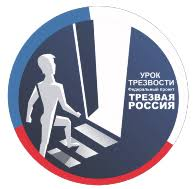 УРОК
ТРЕЗВОСТИ
Федеральный проект
ТРЕЗВАЯ
РОССИЯ